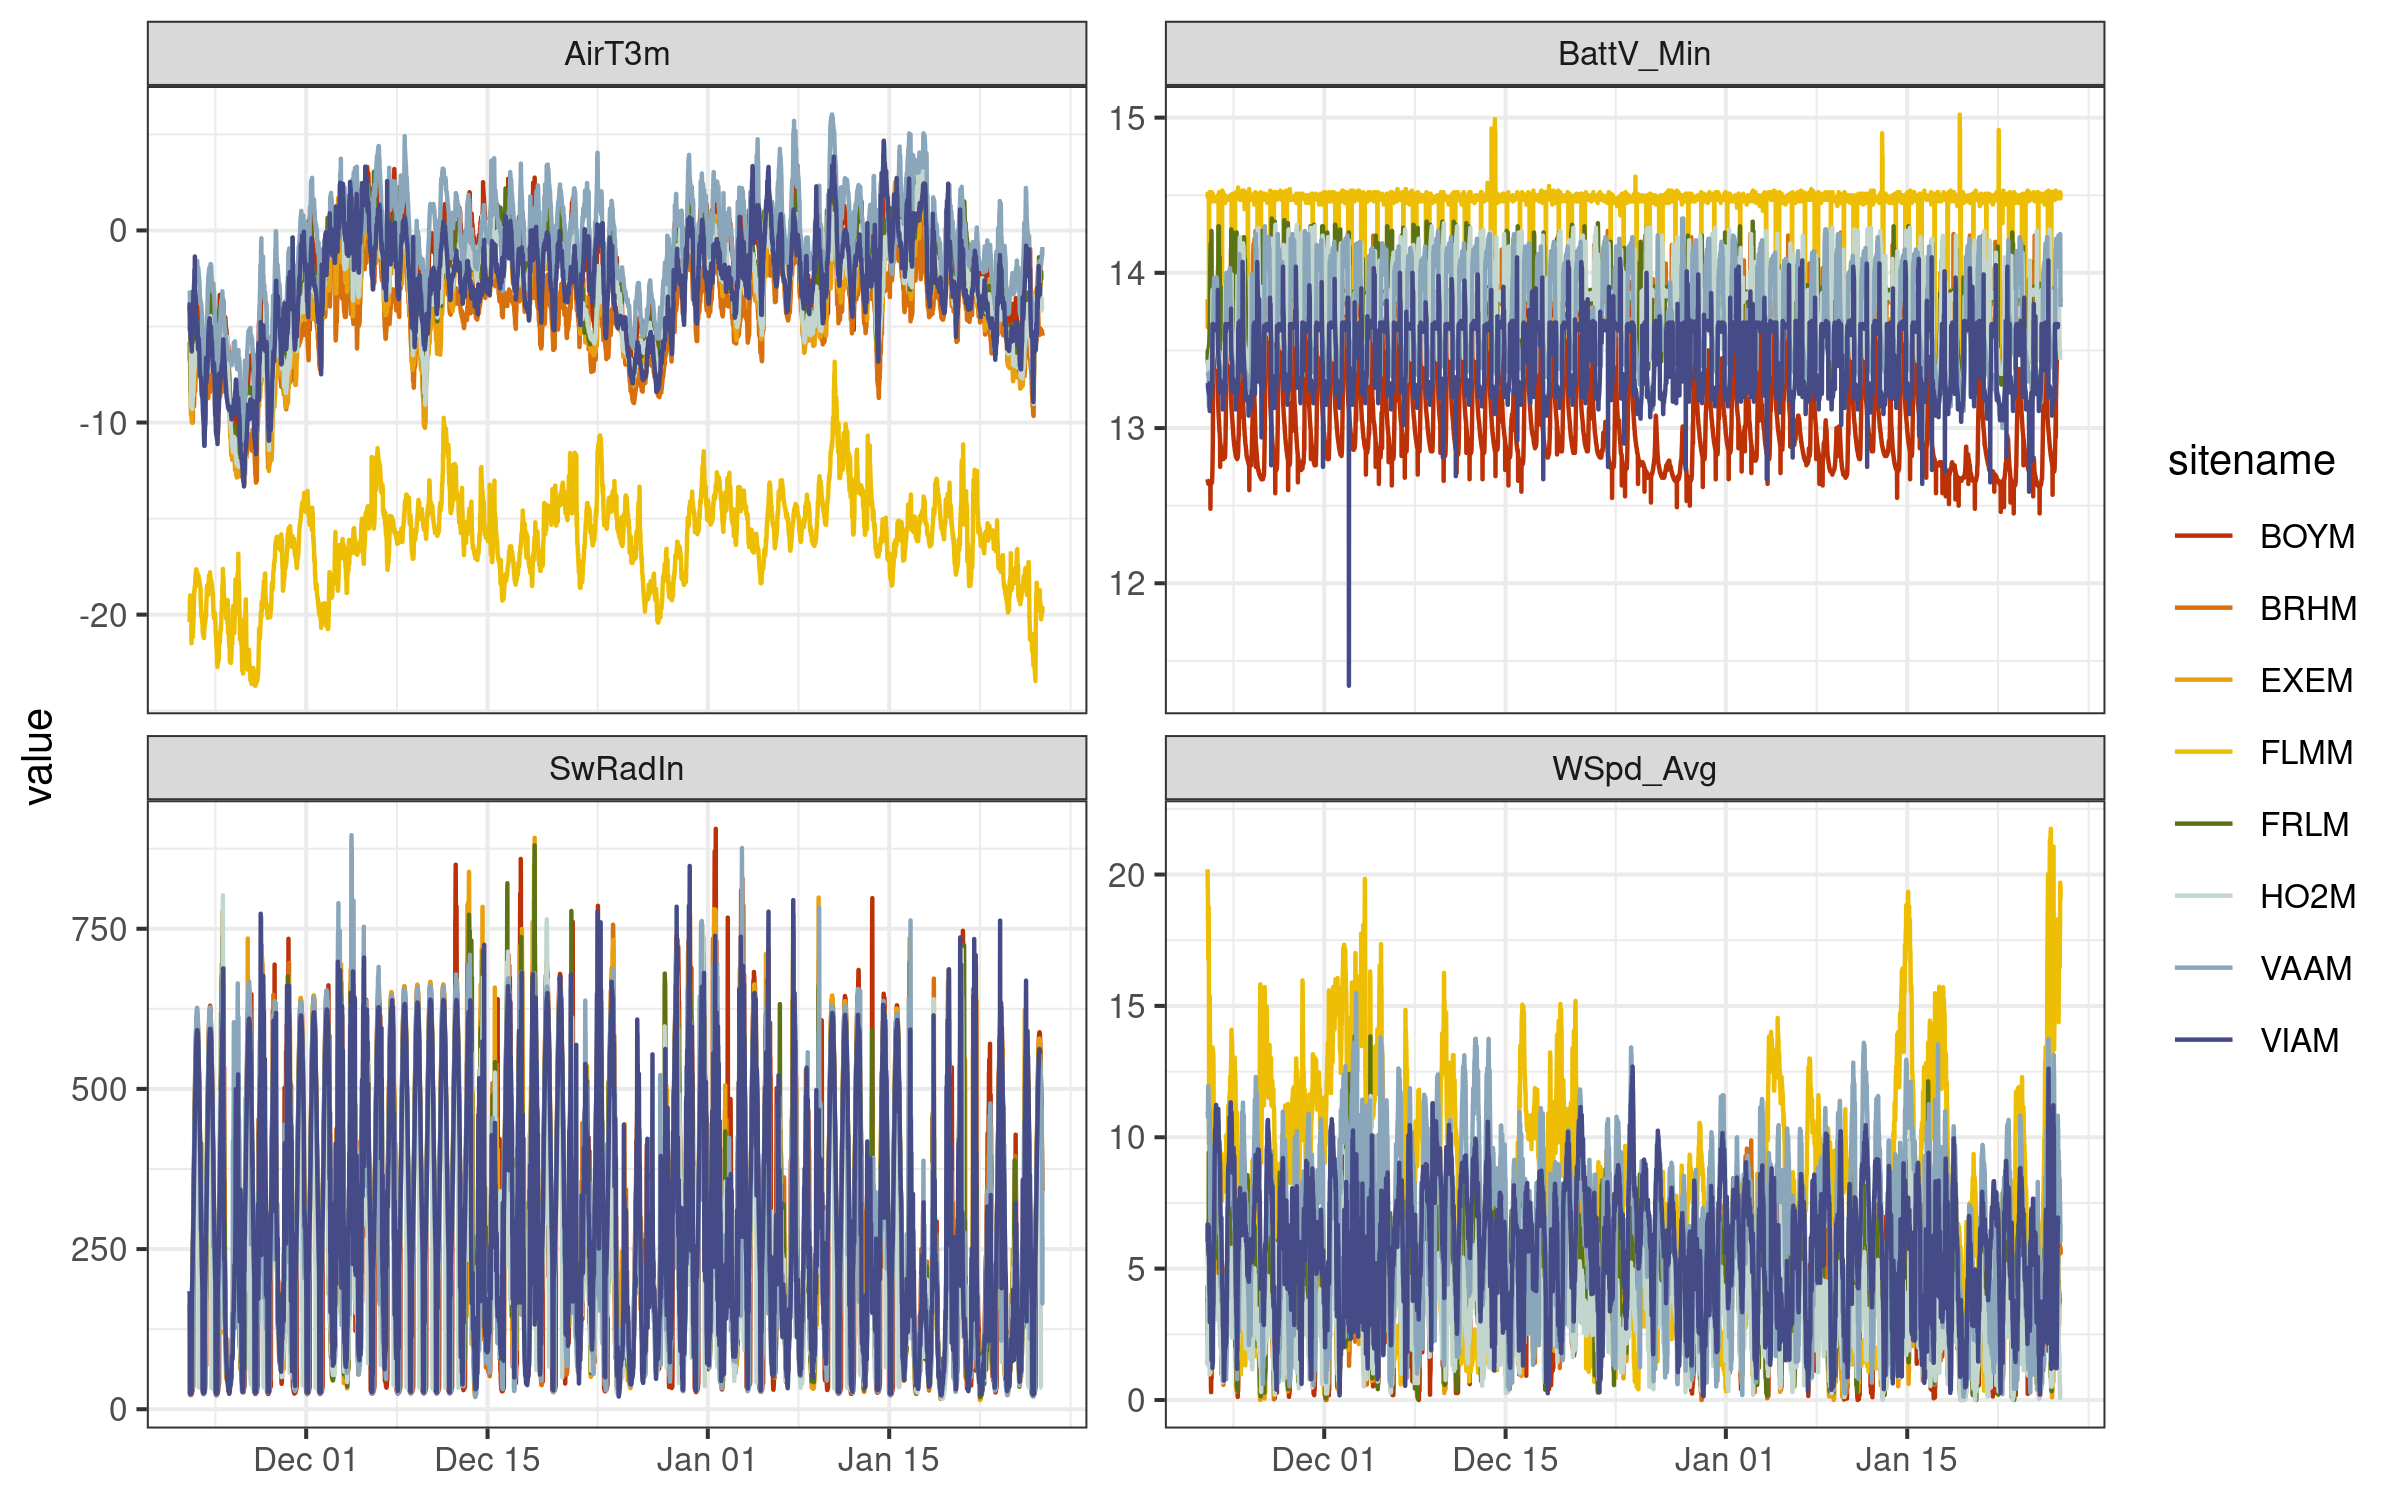 AirT3m
BattV_Min
0
-10
-20
15
14
13
12
value
SwRadIn
WSpd_Avg
750
500
250
0
20
15
10
5
0
Dec 01
Dec 15
Jan 01
Jan 15
Dec 01
Dec 15
Jan 01
Jan 15
sitename
BOYM
BRHM
EXEM
FLMM
FRLM
HO2M
VAAM
VIAM